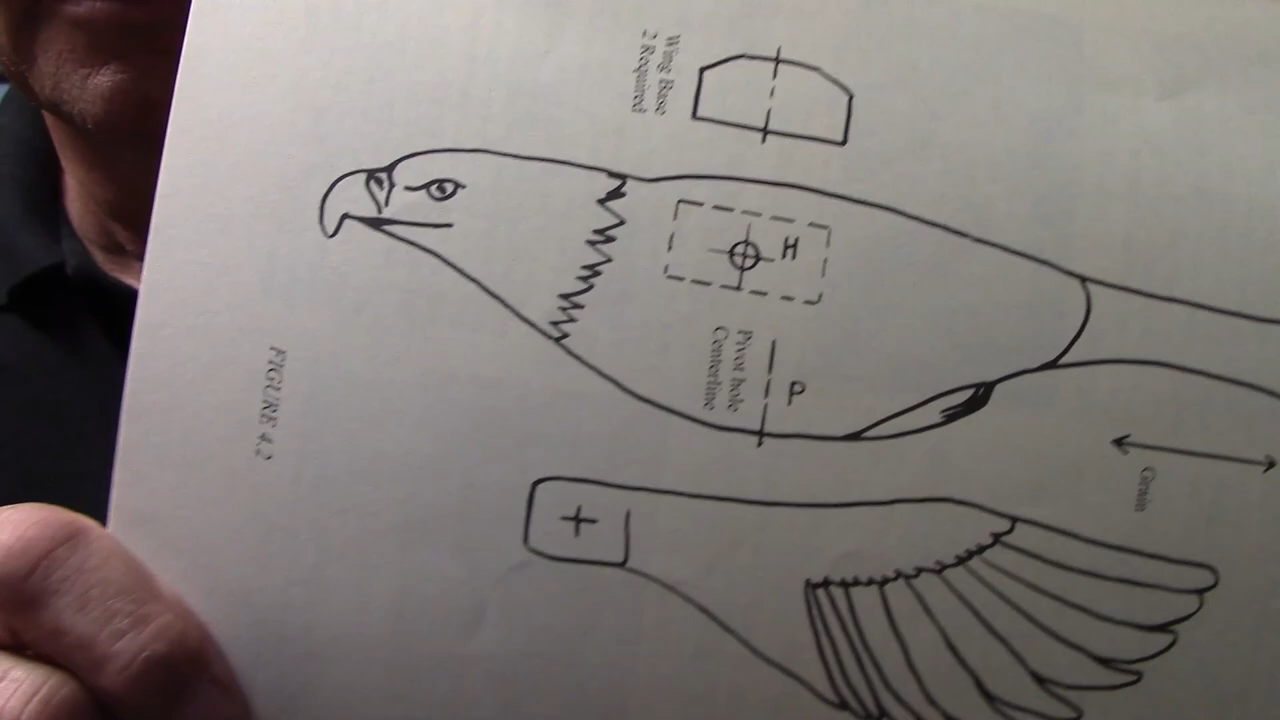 Wing Base
2 Required
H
P
Pivot hole
Centerline
Grain
FIGURE 4.2